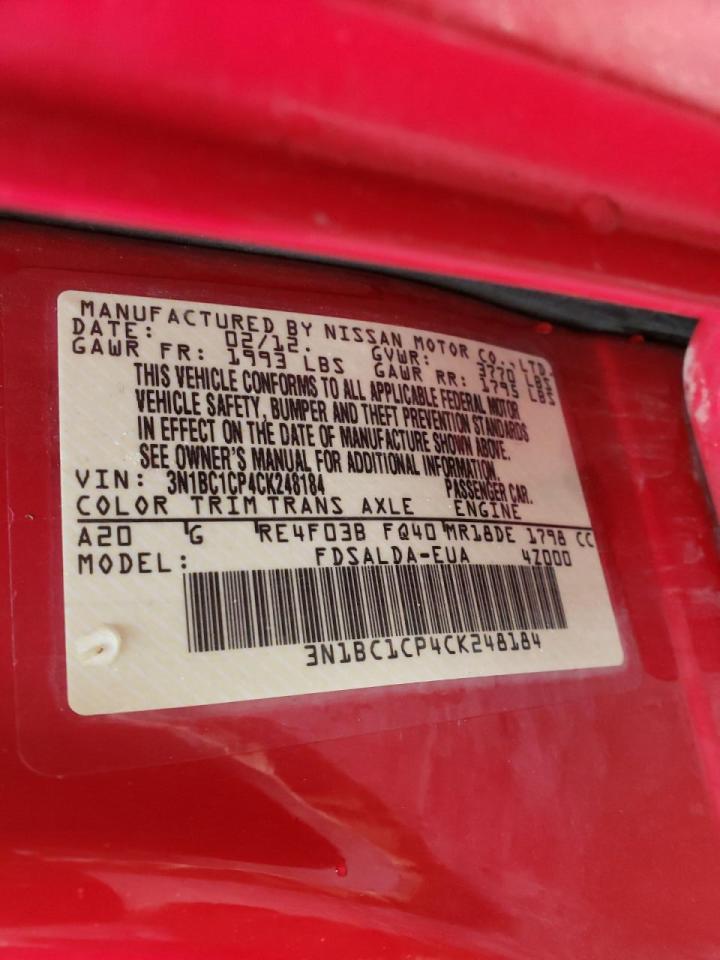 MANUFACTURED BY NISSAN MOTOR CO., LTD.
DATE: 02/12. GVWR: 3770 LBS
GAWR FR: 1993 LBS GAWR RR: 1795 LBS
THIS VEHICLE CONFORMS TO ALL APPLICABLE FEDERAL MOTOR
VEHICLE SAFETY, BUMPER AND THEFT PREVENTION STANDARDS
IN EFFECT ON THE DATE OF MANUFACTURE SHOWN ABOVE.
SEE OWNER'S MANUAL FOR ADDITIONAL INFORMATION.
VIN: 3N1BC1CP4CK248184 PASSENGER CAR.
COLOR TRIM TRANS AXLE ENGINE
A20 G RE4F03B FQ40 MR18DE 1798 CC
MODEL: FDSALDA-EUA 4Z000
3N1BC1CP4CK248184